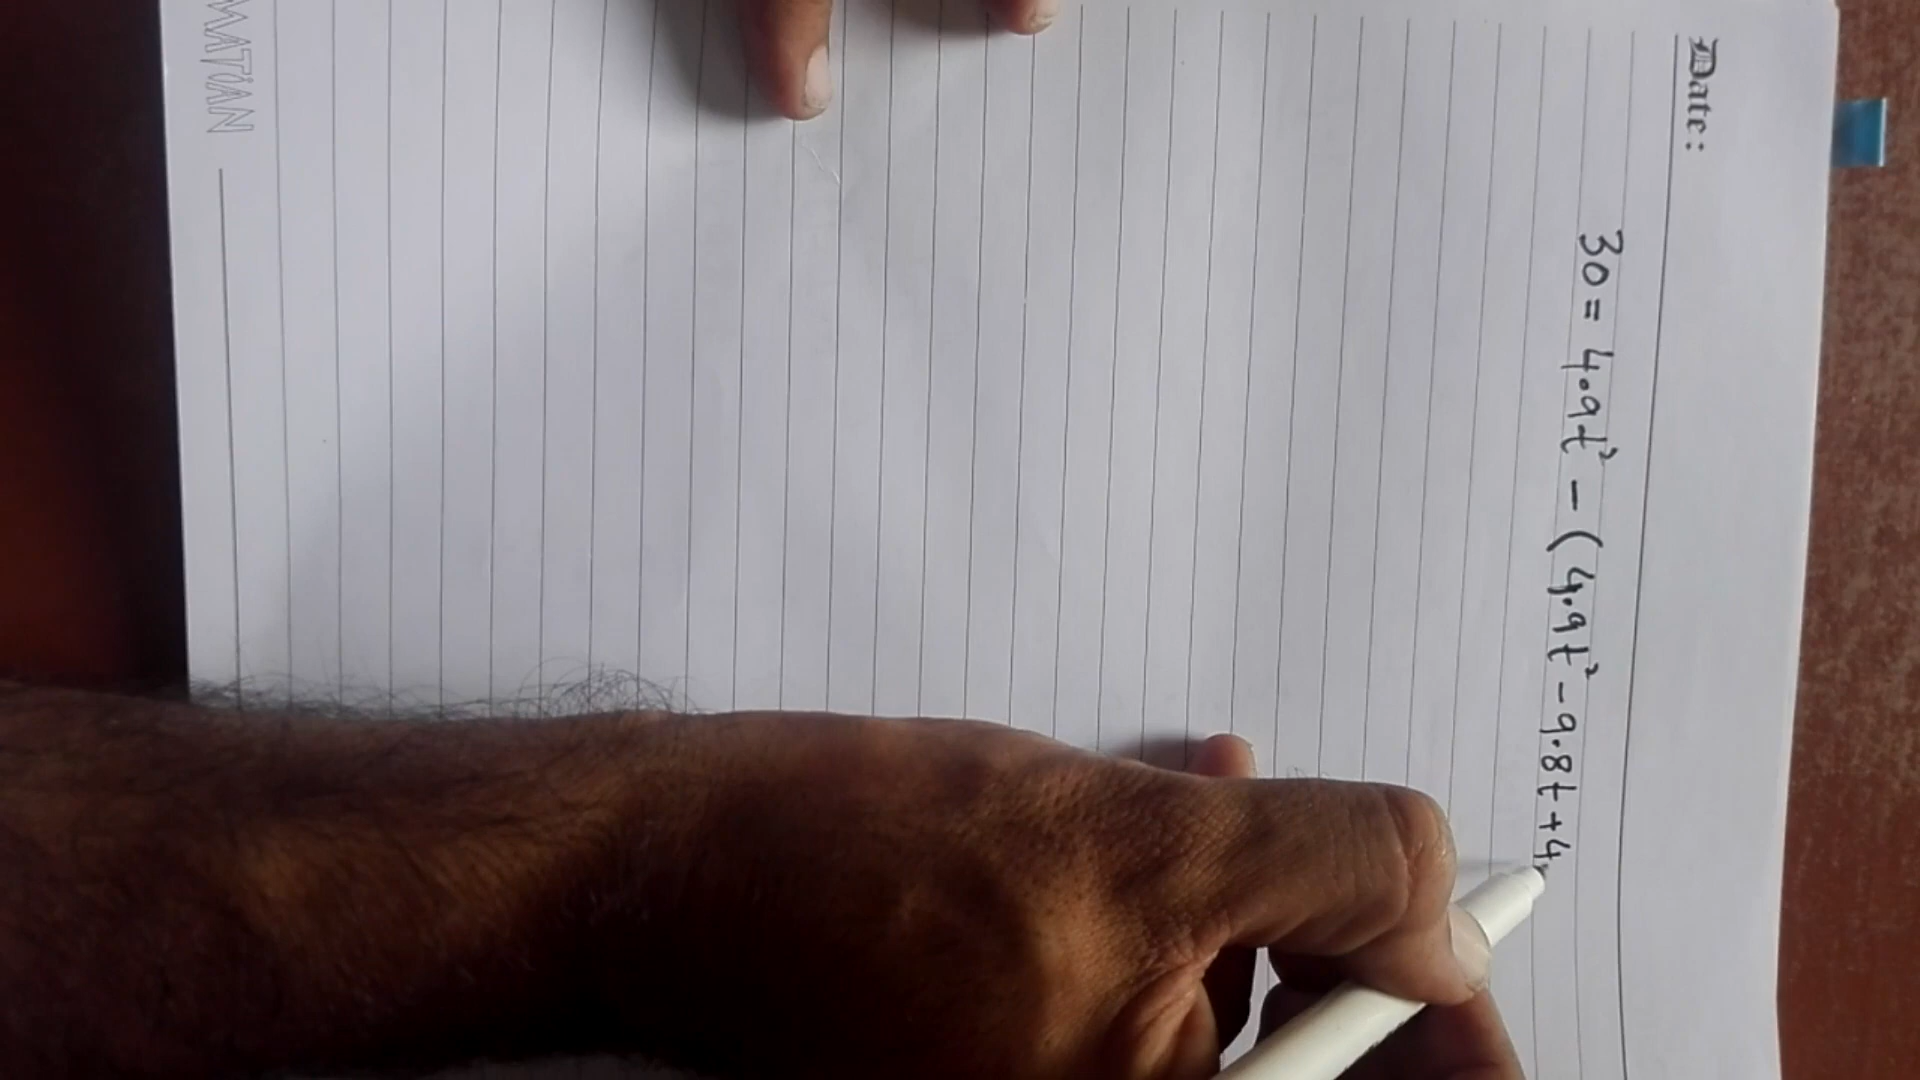 Date:
30 = 4.9t² - (4.9t² - 9.8t + 4.